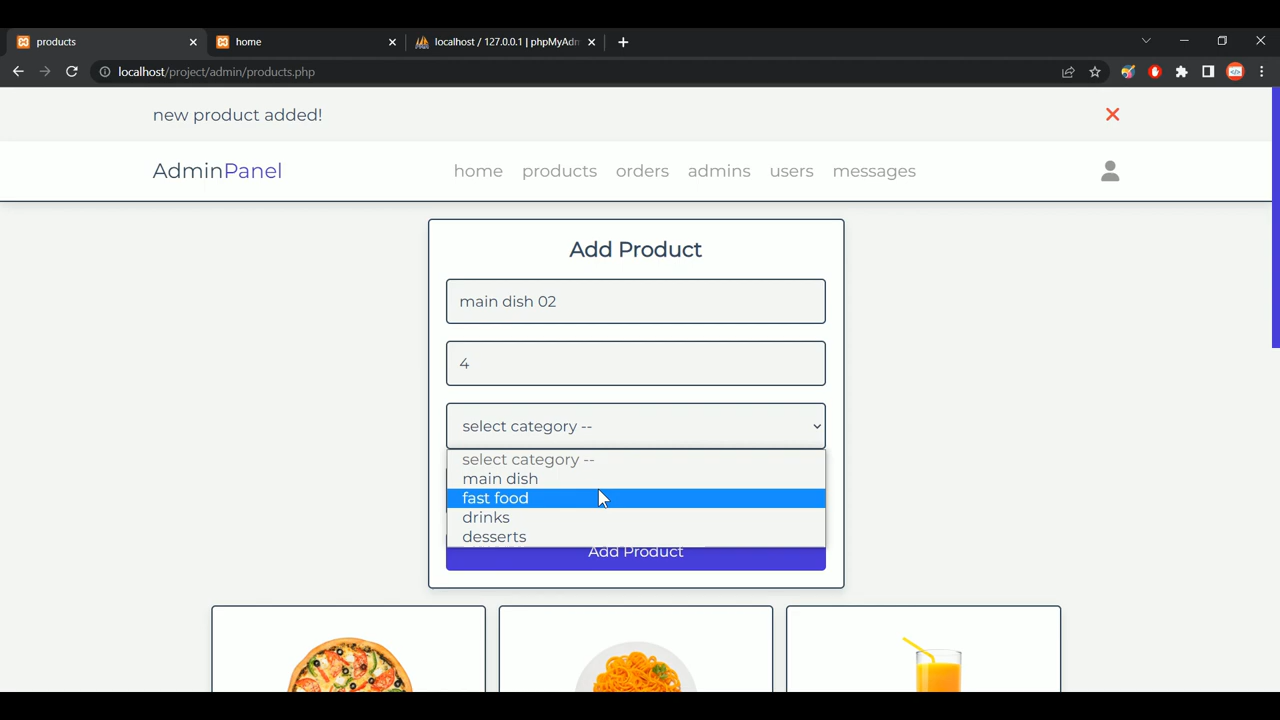 products
home
localhost / 127.0.0.1 | phpMyAdm
localhost/project/admin/products.php
new product added!
AdminPanel
home products orders admins users messages
Add Product
main dish 02
4
select category --
select category --
main dish
fast food
drinks
desserts
Add Product